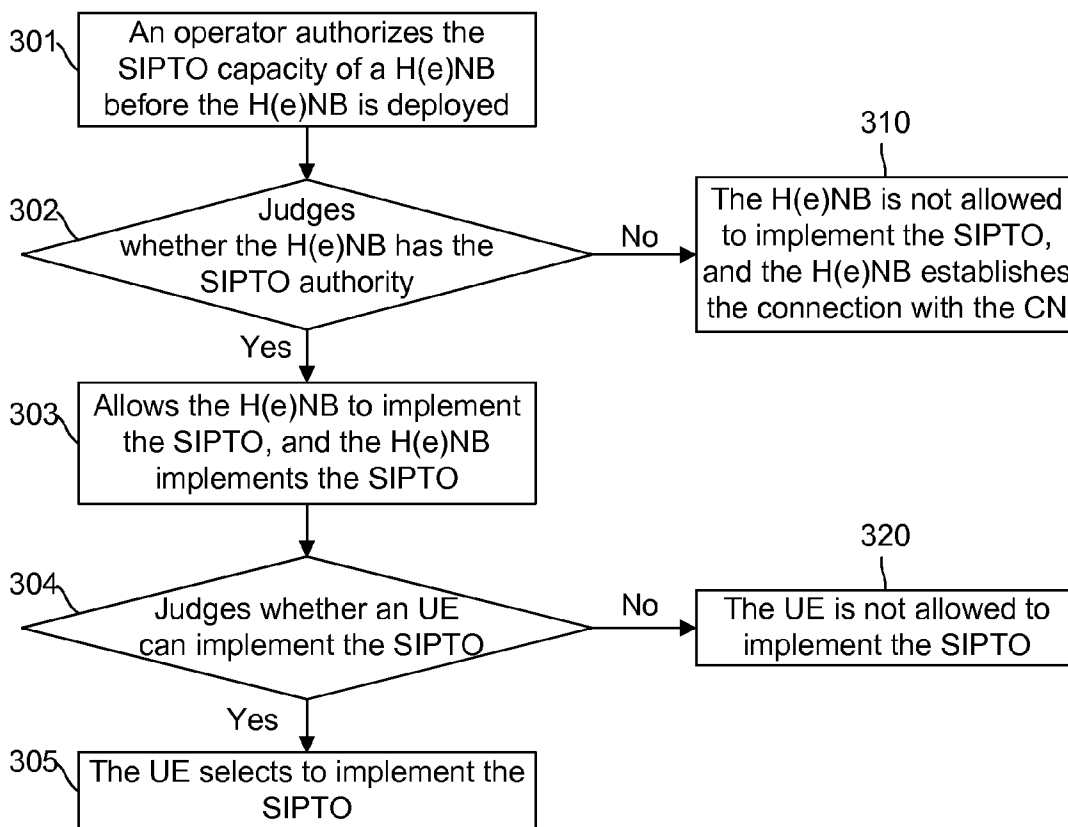 301
An operator authorizes the
SIPTO capacity of a H(e)NB
before the H(e)NB is deployed
302
Judges
whether the H(e)NB has the
SIPTO authority
No
310
The H(e)NB is not allowed
to implement the SIPTO,
and the H(e)NB establishes
the connection with the CN
Yes
303
Allows the H(e)NB to implement
the SIPTO, and the H(e)NB
implements the SIPTO
304
Judges whether an UE
can implement the SIPTO
No
320
The UE is not allowed to
implement the SIPTO
Yes
305
The UE selects to implement the
SIPTO